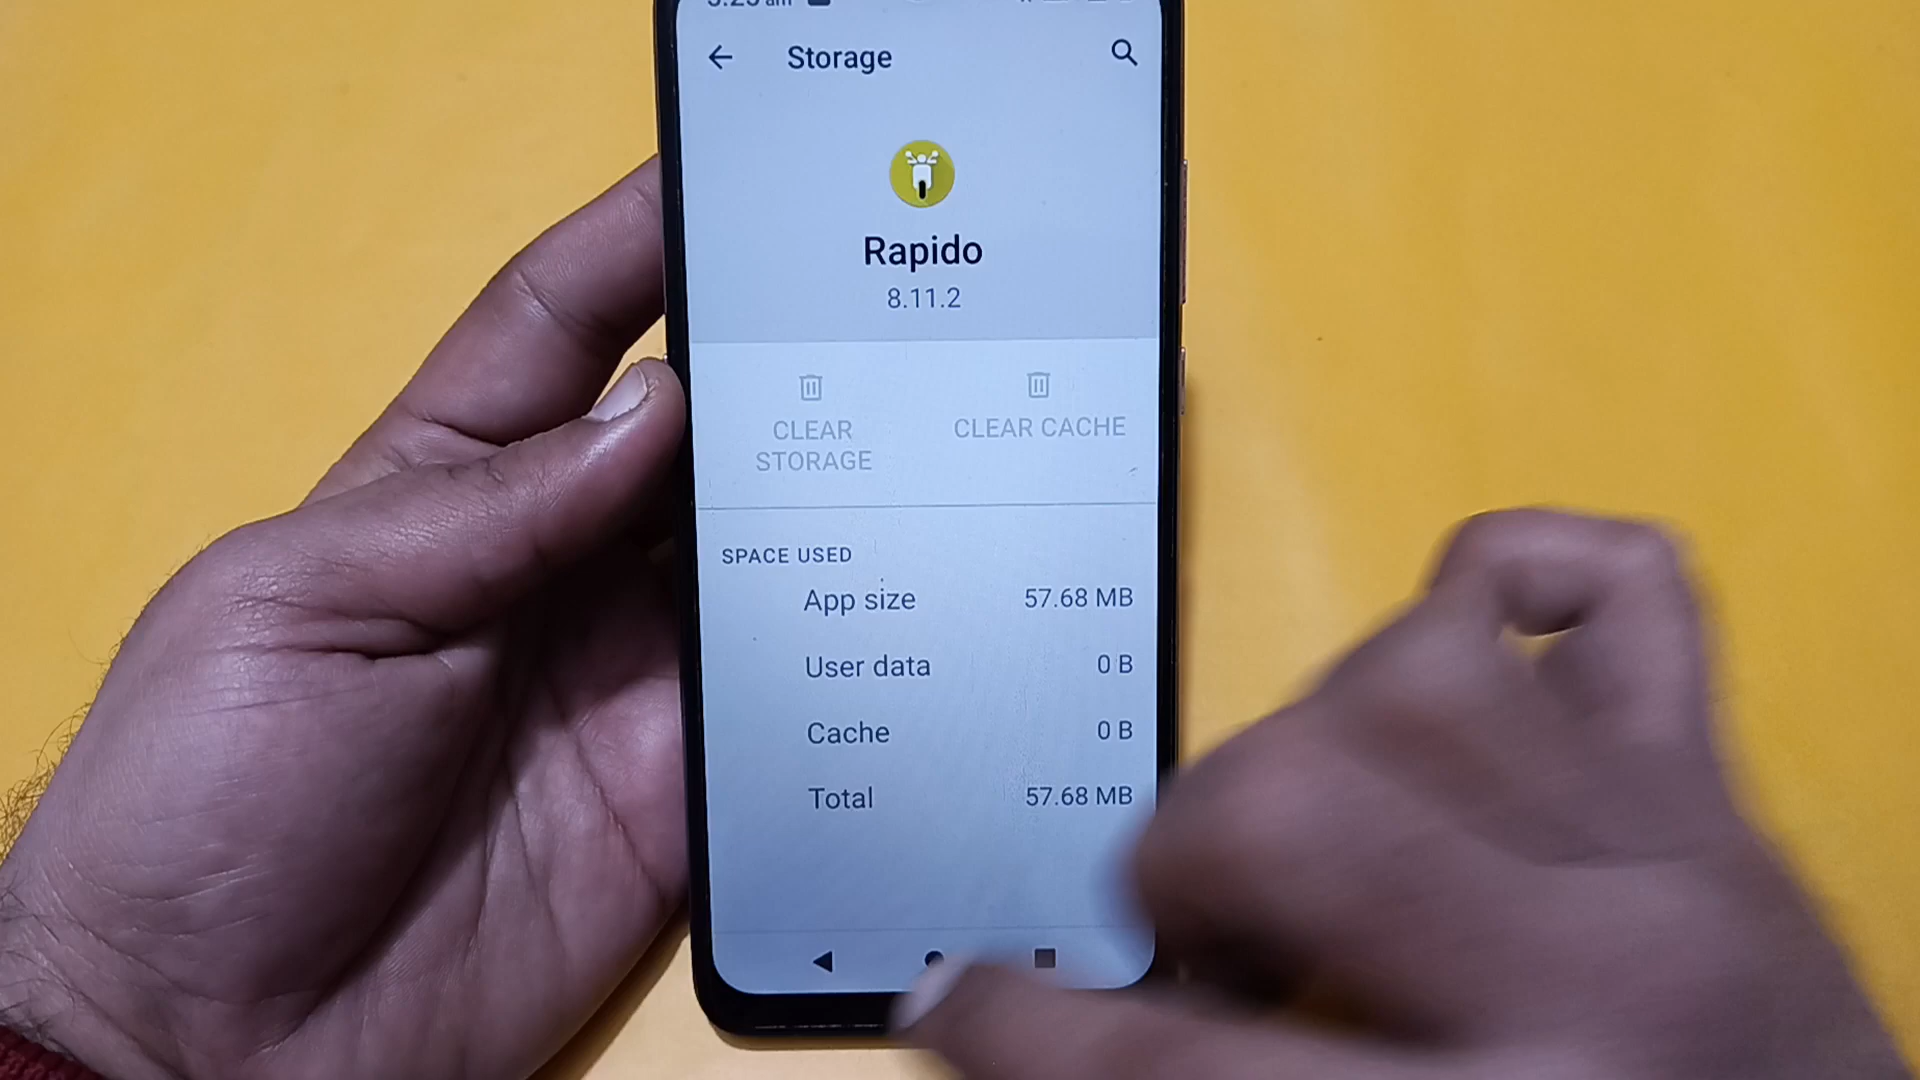 Storage
Rapido
8.11.2
CLEAR
STORAGE
CLEAR CACHE
SPACE USED
App size 57.68 MB
User data 0 B
Cache 0 B
Total 57.68 MB